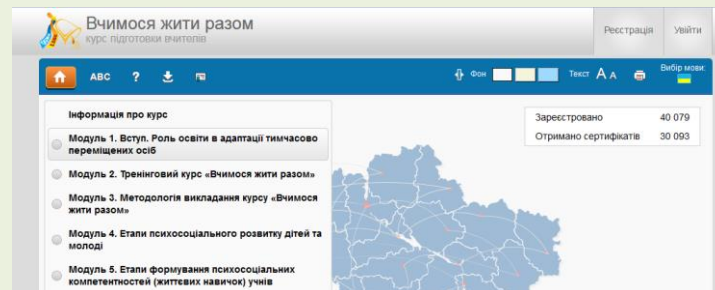 Вчимося жити разом
курс підготовки вчителів
Реєстрація
Увійти
ABC
?
Фон
Текст A A
Вибір мови:
Інформація про курс
Модуль 1. Вступ. Роль освіти в адаптації тимчасово
переміщених осіб
Модуль 2. Тренінговий курс «Вчимося жити разом»
Модуль 3. Методологія викладання курсу «Вчимося
жити разом»
Модуль 4. Етапи психосоціального розвитку дітей та
молоді
Модуль 5. Етапи формування психосоціальних
компетентностей (життєвих навичок) учнів
Зареєстровано 40 079
Отримано сертифікатів 30 093